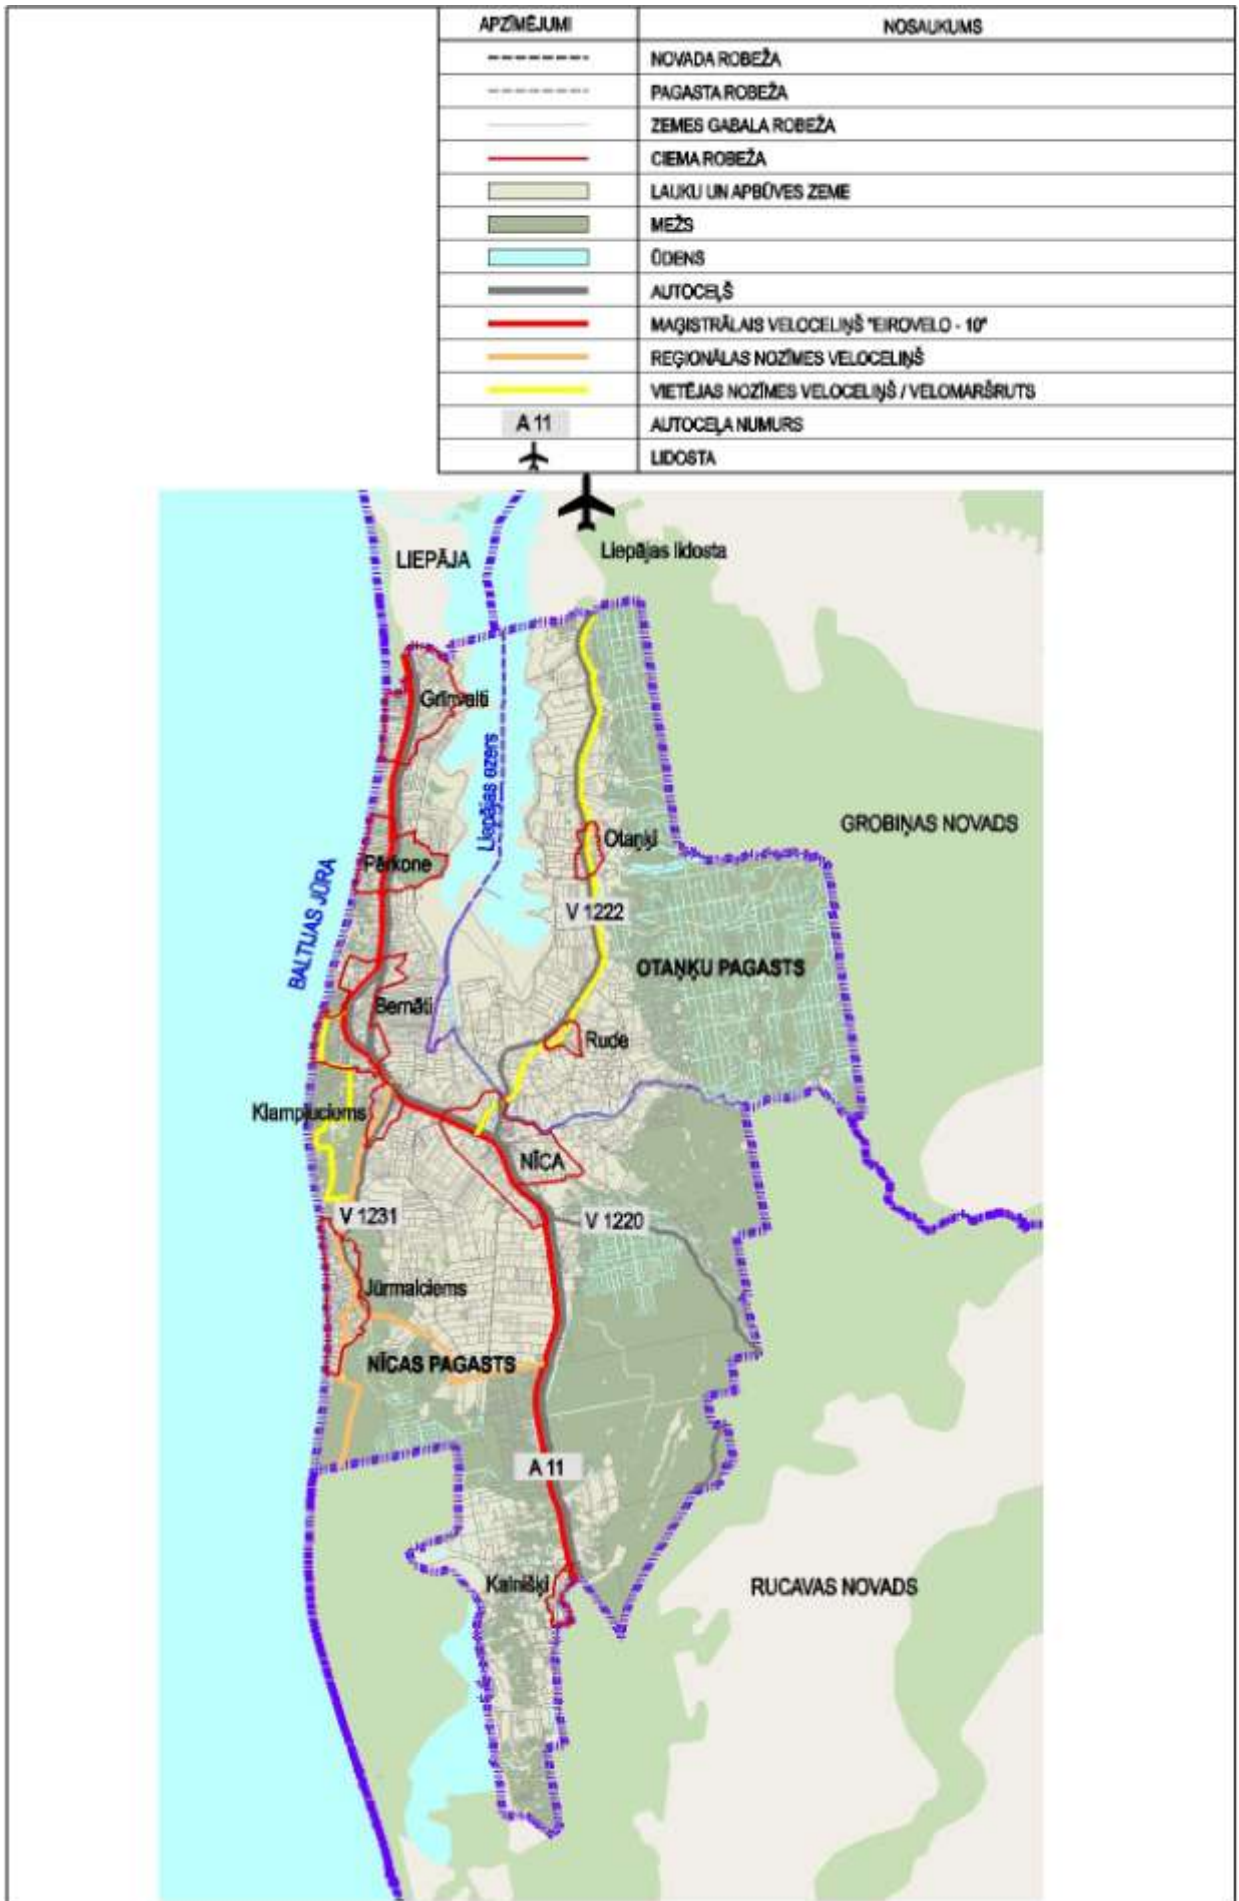 APZĪMĒJUMI NOSAUKUMS
NOVADA ROBEŽA
PAGASTA ROBEŽA
ZEMES GABALA ROBEŽA
CIEMA ROBEŽA
LAUKU UN APBŪVES ZEME
MEŽS
ŪDENS
AUTOCEĻŠ
MAĢISTRĀLAIS VELOCELIŅŠ "EIROVELO - 10"
REĢIONĀLAS NOZĪMES VELOCELIŅŠ
VIETĒJAS NOZĪMES VELOCELIŅŠ / VELOMARŠRUTS
A 11 AUTOCEĻA NUMURS
LIDOSTA
LIEPĀJA
Liepājas lidosta
Grīņvalti
Liepājas ezers
GROBIŅAS NOVADS
Otaņķi
Pērkone
V 1222
BALTIJAS JŪRA
OTAŅĶU PAGASTS
Bernāti
Rude
Klampjuciems
NĪCA
V 1231
V 1220
Jūrmalciems
NĪCAS PAGASTS
A 11
Kalnišķi
RUCAVAS NOVADS